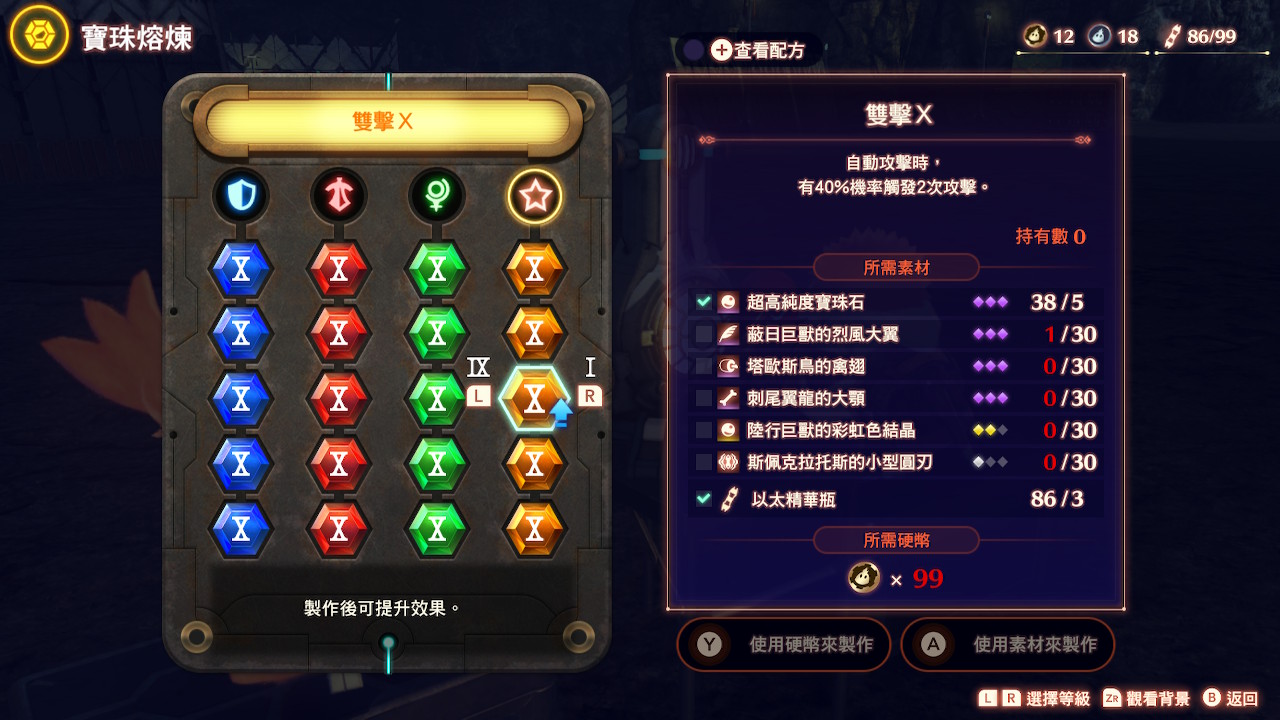 寶珠熔煉
12 18 86/99
+查看配方
雙擊X
雙擊X
自動攻擊時，
有40%機率觸發2次攻擊。
持有數 0
所需素材
超高純度寶珠石 38/5
蔽日巨獸的烈風大翼 1/30
塔歐斯鳥的禽翅 0/30
刺尾翼龍的大顎 0/30
陸行巨獸的彩虹色結晶 0/30
斯佩克拉托斯的小型圓刃 0/30
以太精華瓶 86/3
所需硬幣
× 99
X X X X
X X X X
IX I
L R
X X X X
X X X X
X X X X
製作後可提升效果。
Y 使用硬幣來製作 A 使用素材來製作
L R 選擇等級 ZR 觀看背景 B 返回